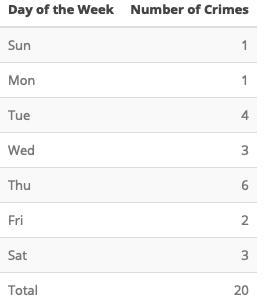 Day of the Week Number of Crimes
Sun 1
Mon 1
Tue 4
Wed 3
Thu 6
Fri 2
Sat 3
Total 20